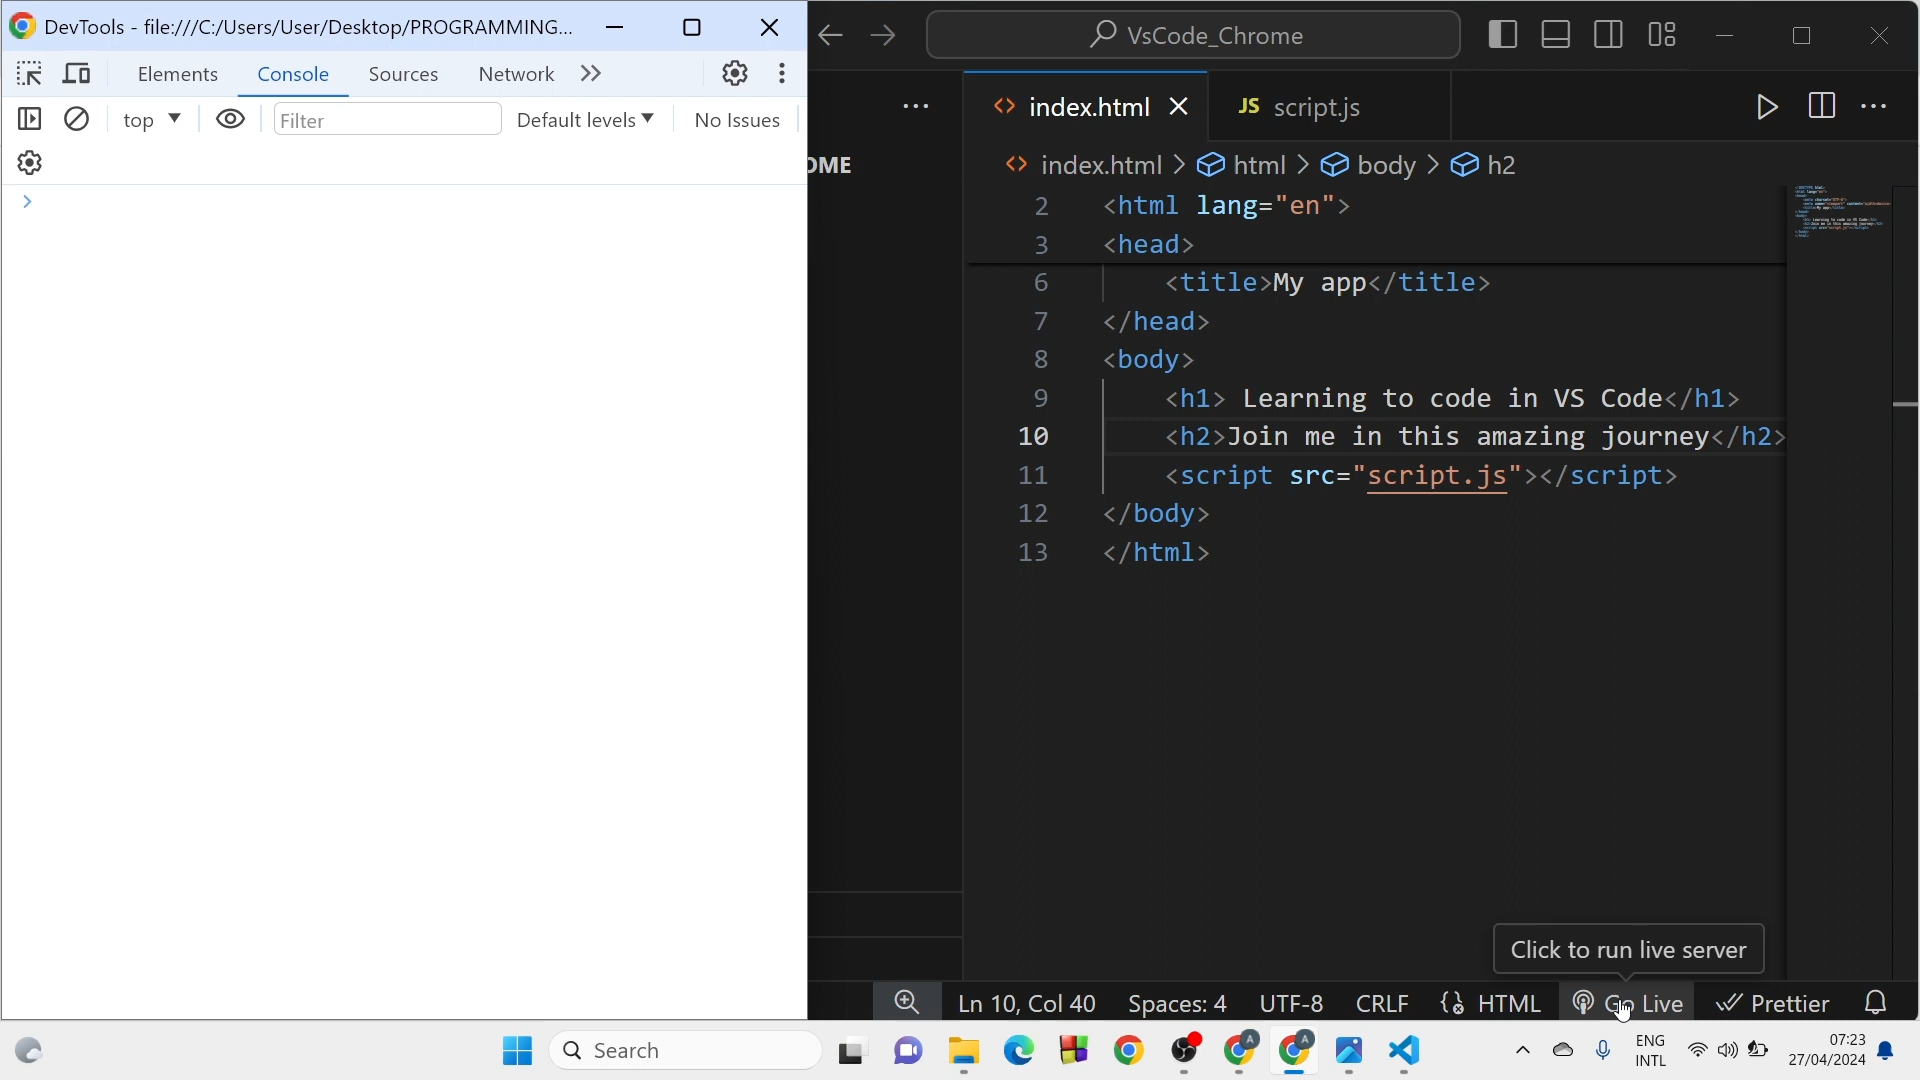 DevTools - file:///C:/Users/User/Desktop/PROGRAMMING...
Elements Console Sources Network
top Filter Default levels No Issues
VsCode_Chrome
OME
index.html
JS script.js
index.html > html > body > h2
2 <html lang="en">
3 <head>
6 <title>My app</title>
7 </head>
8 <body>
9 <h1> Learning to code in VS Code</h1>
10 <h2>Join me in this amazing journey</h2>
11 <script src="script.js"></script>
12 </body>
13 </html>
Click to run live server
Ln 10, Col 40 Spaces: 4 UTF-8 CRLF HTML Go Live Prettier
Search
ENG
INTL
07:23
27/04/2024